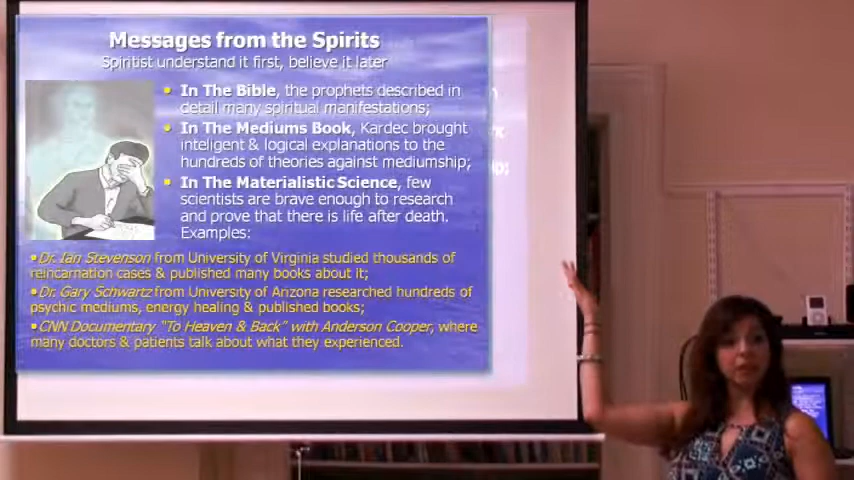 Messages from the Spirits
Spiritist understand it first, believe it later
• In The Bible, the prophets described in
detail many spiritual manifestations;
• In The Mediums Book, Kardec brought
inteligent & logical explanations to the
hundreds of theories against mediumship;
• In The Materialistic Science, few
scientists are brave enough to research
and prove that there is life after death.
Examples:
•Dr. Ian Stevenson from University of Virginia studied thousands of
reincarnation cases & published many books about it;
•Dr. Gary Schwartz from University of Arizona researched hundreds of
psychic mediums, energy healing & published books;
•CNN Documentary "To Heaven & Back" with Anderson Cooper, where
many doctors & patients talk about what they experienced.